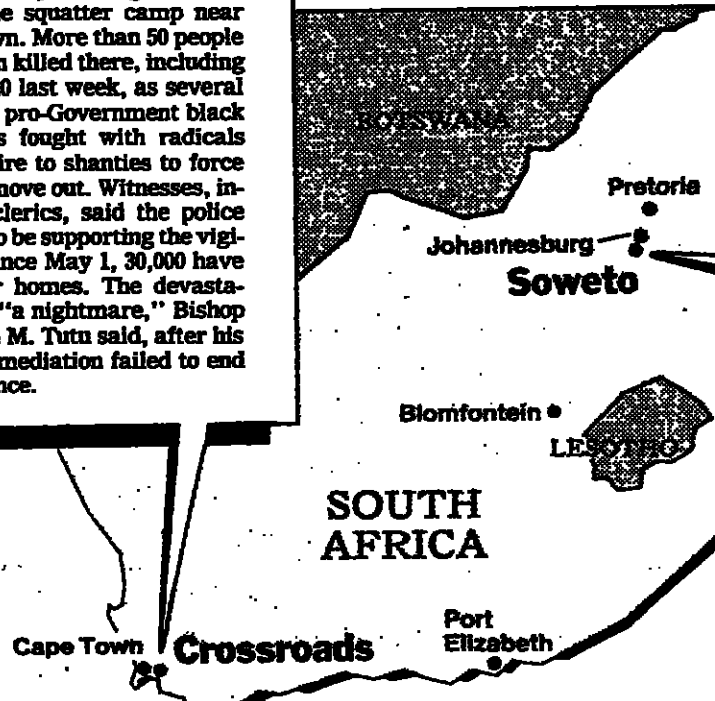 e squatter camp near
wn. More than 50 people
n killed there, including
0 last week, as several
pro-Government black
s fought with radicals
ire to shanties to force
nove out. Witnesses, in-
clerics, said the police
o be supporting the vigi-
nce May 1, 30,000 have
r homes. The devasta-
"a nightmare," Bishop
M. Tutu said, after his
mediation failed to end
nce.
BOTSWANA
Pretoria
Johannesburg
Soweto
Blomfontein
LESOTHO
SOUTH
AFRICA
Port
Elizabeth
Cape Town
Crossroads